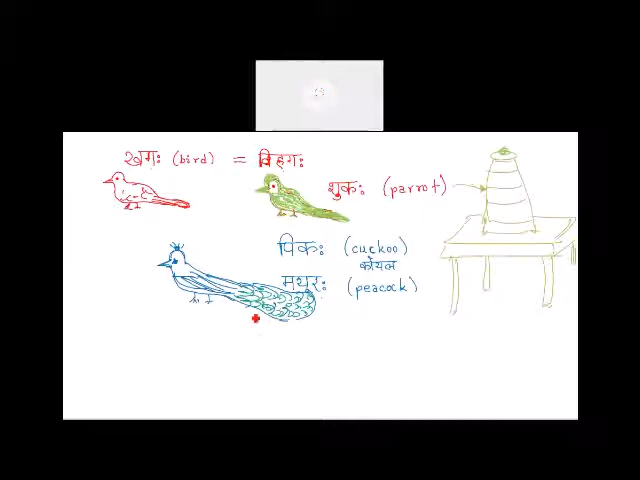 खगः (bird) = विहगः
शुकः (parrot)
पिकः (cuckoo)
कोयल
मयूरः (peacock)